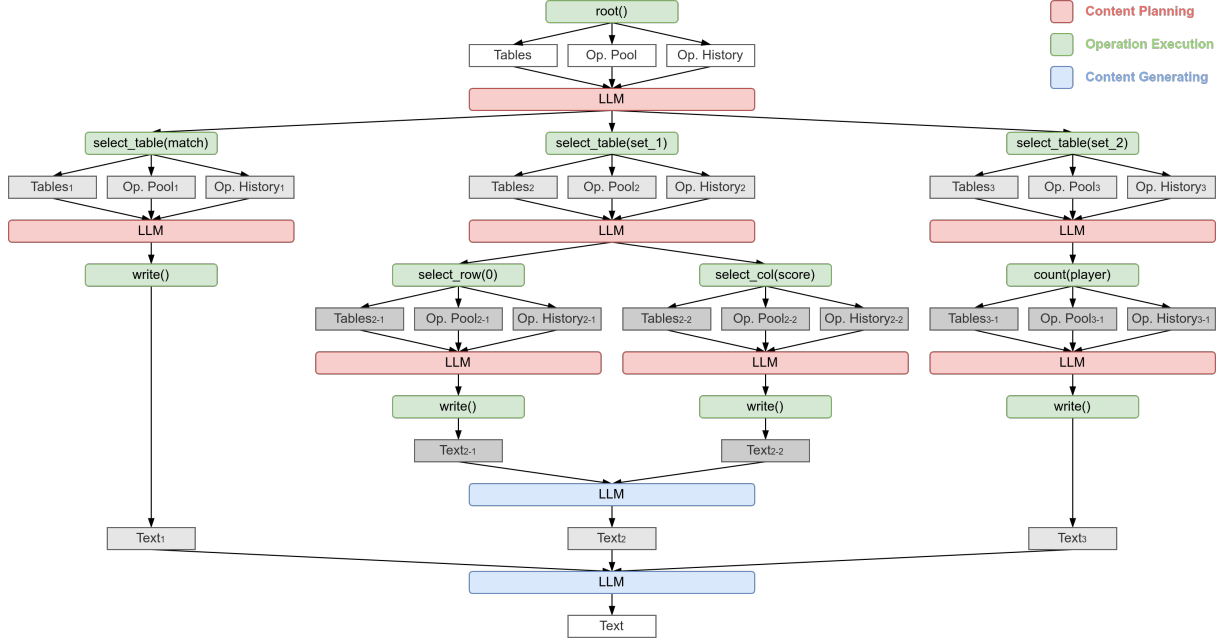 root()
Content Planning
Operation Execution
Content Generating
Tables
Op. Pool
Op. History
LLM
select_table(match)
select_table(set_1)
select_table(set_2)
Tables1
Op. Pool1
Op. History1
Tables2
Op. Pool2
Op. History2
Tables3
Op. Pool3
Op. History3
LLM
LLM
LLM
write()
select_row(0)
select_col(score)
count(player)
Tables2-1
Op. Pool2-1
Op. History2-1
Tables2-2
Op. Pool2-2
Op. History2-2
Tables3-1
Op. Pool3-1
Op. History3-1
LLM
LLM
LLM
write()
write()
write()
Text2-1
Text2-2
LLM
Text1
Text2
Text3
LLM
Text